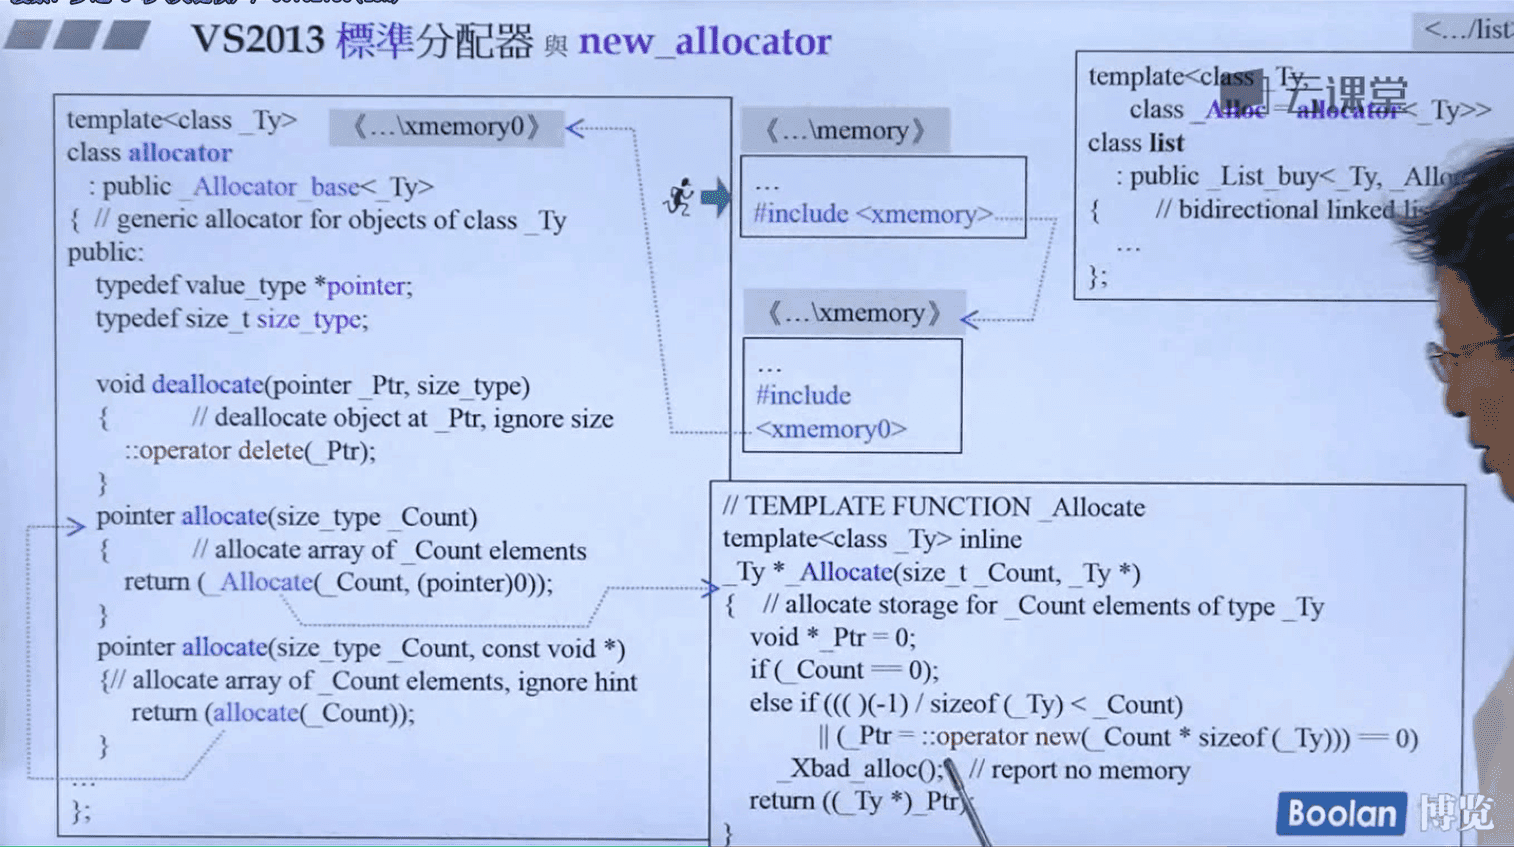 VS2013 標準分配器 與 new_allocator
template<class _Ty>
class allocator
: public _Allocator_base<_Ty>
{ // generic allocator for objects of class _Ty
public:
typedef value_type *pointer;
typedef size_t size_type;
void deallocate(pointer _Ptr, size_type)
{ // deallocate object at _Ptr, ignore size
::operator delete(_Ptr);
}
pointer allocate(size_type _Count)
{ // allocate array of _Count elements
return (_Allocate(_Count, (pointer)0));
}
pointer allocate(size_type _Count, const void *)
{// allocate array of _Count elements, ignore hint
return (allocate(_Count));
}
...
};
《...\xmemory0》
《...\memory》
...
#include <xmemory>
《...\xmemory》
...
#include
<xmemory0>
<.../list
template<class _Ty,
class _Alloc = allocator<_Ty>>
class list
: public _List_buy<_Ty, _Allo
{ // bidirectional linked lis
...
};
云课堂
// TEMPLATE FUNCTION _Allocate
template<class _Ty> inline
_Ty *_Allocate(size_t _Count, _Ty *)
{ // allocate storage for _Count elements of type _Ty
void *_Ptr = 0;
if (_Count == 0);
else if ((( )(-1) / sizeof (_Ty) < _Count)
|| (_Ptr = ::operator new(_Count * sizeof (_Ty))) == 0)
_Xbad_alloc(); // report no memory
return ((_Ty *)_Ptr);
}
Boolan 博览